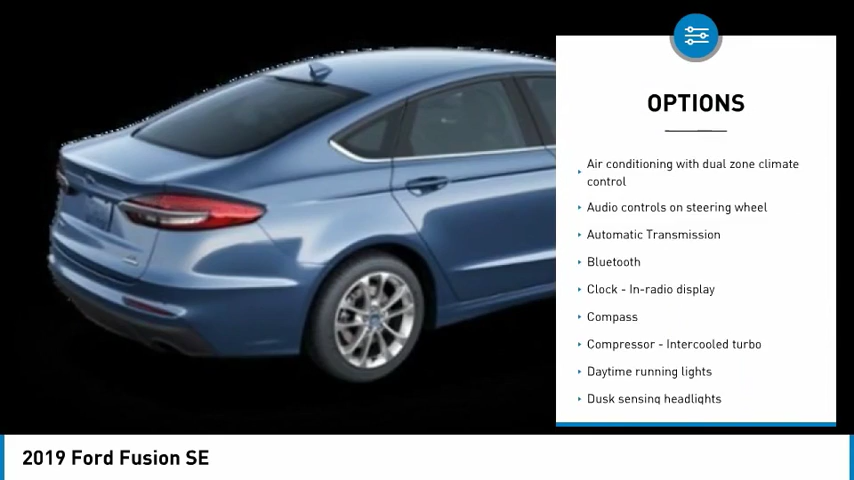 OPTIONS
Air conditioning with dual zone climate
control
Audio controls on steering wheel
Automatic Transmission
Bluetooth
Clock - In-radio display
Compass
Compressor - Intercooled turbo
Daytime running lights
Dusk sensing headlights
2019 Ford Fusion SE